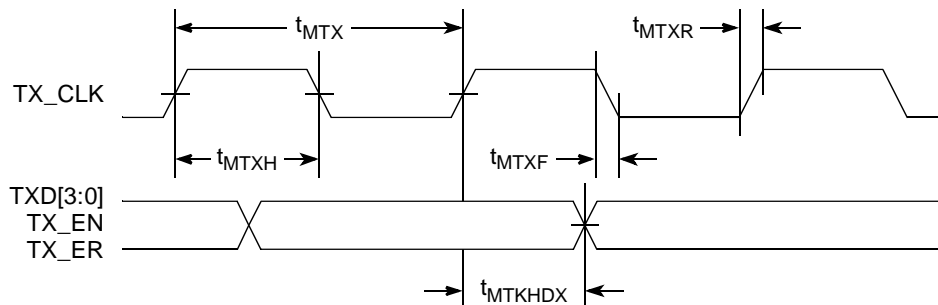 tMTX
tMTXR
TX_CLK
tMTXH
tMTXF
TXD[3:0]
TX_EN
TX_ER
tMTKHDX